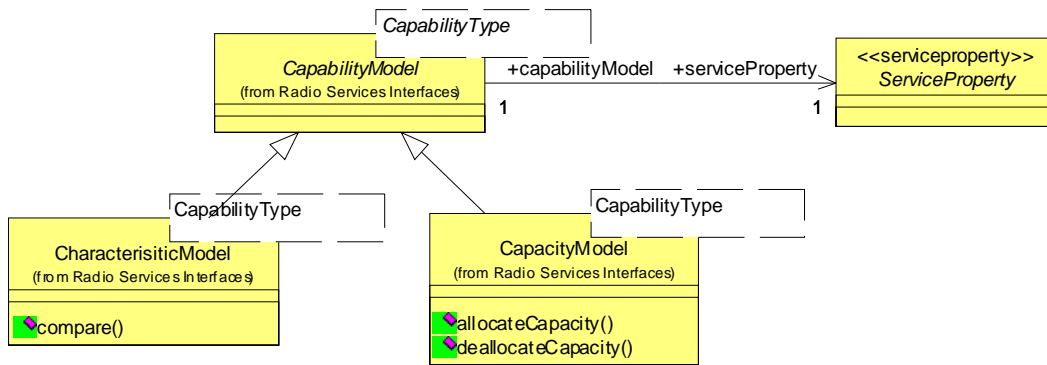 CapabilityType
CapabilityModel
(from Radio Services Interfaces)
+capabilityModel
+serviceProperty
1
1
<<serviceproperty>>
ServiceProperty
CapabilityType
CharacterisiticModel
(from Radio Services Interfaces)
compare()
CapabilityType
CapacityModel
(from Radio Services Interfaces)
allocateCapacity()
deallocateCapacity()